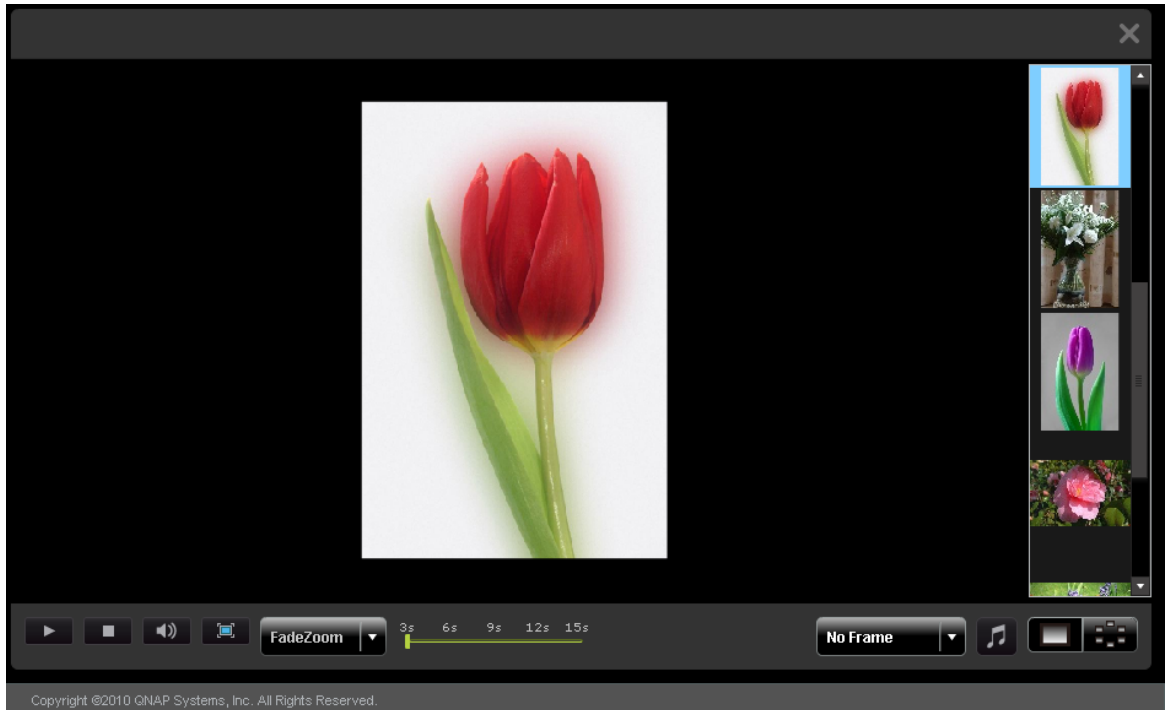 FadeZoom
3s 6s 9s 12s 15s
No Frame
Copyright ©2010 QNAP Systems, Inc. All Rights Reserved.